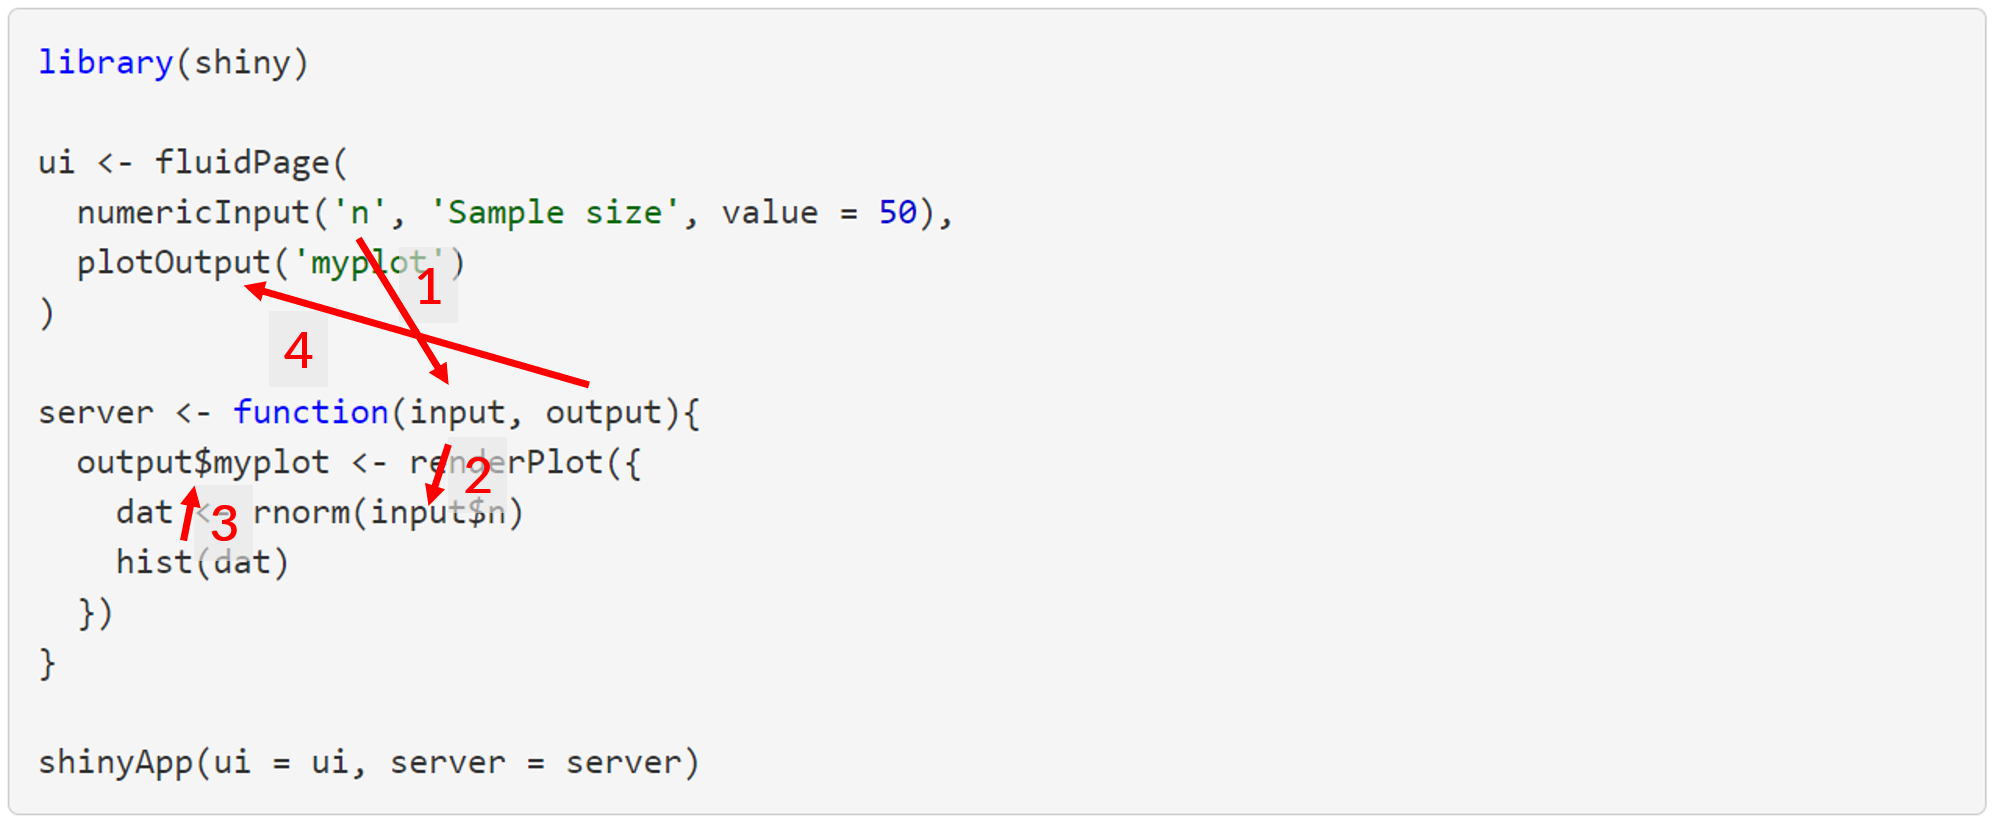 library(shiny)
ui <- fluidPage(
  numericInput('n', 'Sample size', value = 50),
  plotOutput('myplot')
1
)
4
server <- function(input, output){
  output$myplot <- renderPlot({
2
    dat <- rnorm(input$n)
3
    hist(dat)
  })
}
shinyApp(ui = ui, server = server)